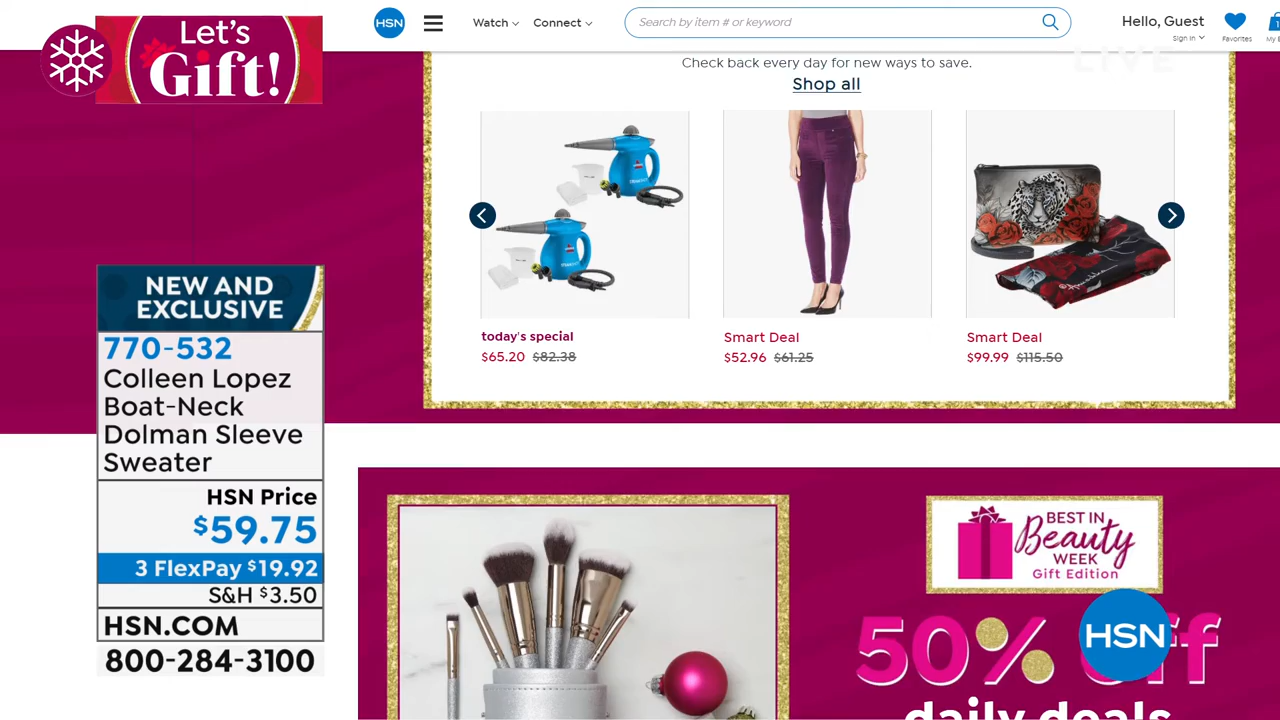 Let's
Gift!
HSN
Watch
Connect
Search by item # or keyword
Hello, Guest
Sign In
Favorites
LIVE
Check back every day for new ways to save.
Shop all
today's special
$65.20 $82.38
Smart Deal
$52.96 $61.25
Smart Deal
$99.99 $115.50
NEW AND
EXCLUSIVE
770-532
Colleen Lopez
Boat-Neck
Dolman Sleeve
Sweater
HSN Price
$59.75
3 FlexPay $19.92
S&H $3.50
HSN.COM
800-284-3100
BEST IN
Beauty
WEEK
Gift Edition
50% off
HSN
daily deals